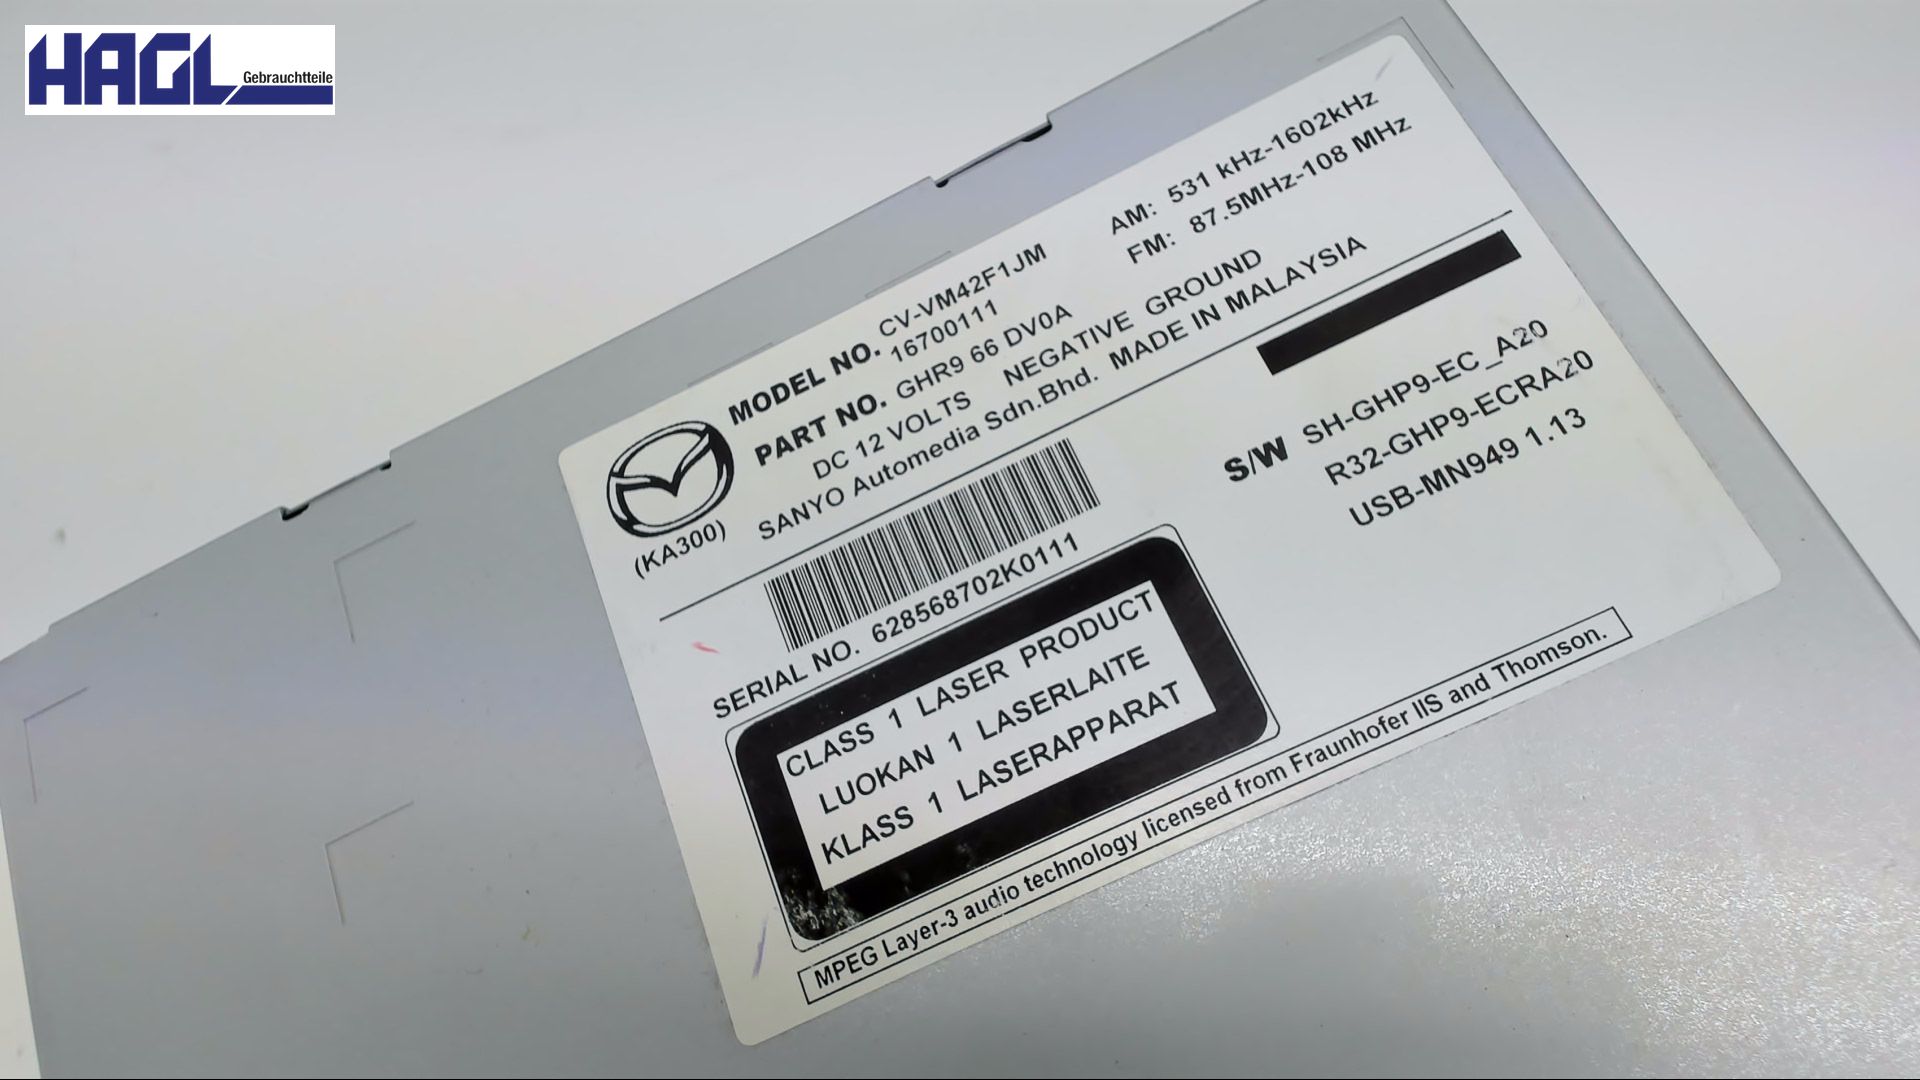 HAGL
Gebrauchtteile
MODEL NO. CV-VM42F1JM
16700111
PART NO. GHR9 66 DV0A
DC 12 VOLTS NEGATIVE GROUND
SANYO Automedia Sdn.Bhd. MADE IN MALAYSIA
AM: 531 kHz-1602kHz
FM: 87.5MHz-108 MHz
(KA300)
SERIAL NO. 628568702K0111
S/W SH-GHP9-EC_A20
R32-GHP9-ECRA20
USB-MN949 1.13
CLASS 1 LASER PRODUCT
LUOKAN 1 LASERLAITE
KLASS 1 LASERAPPARAT
MPEG Layer-3 audio technology licensed from Fraunhofer IIS and Thomson.